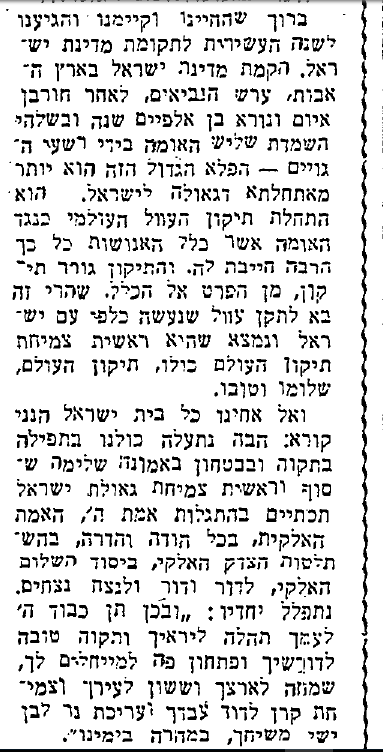 ברוך שהחיינו וקיימנו והגיענו
לשנה העשירית לתקומת מדינת יש־
ראל. הקמת מדינת ישראל בארץ ה־
אבות, ערש הנביאים, לאחר חורבן
איום ונורא בן אלפיים שנה ובשלהי
השמדת שליש האומה בידי רשעי ה־
גויים — הפלא הגדול הזה הוא יותר
מאתחלתא דגאולה לישראל. הוא
התחלת תיקון העוול העולמי כנגד
האומה אשר כלל האנושות כל כך
הרבה חייבת לה. והתיקון גורר תי־
קון, מן הפרט אל הכלל. שהרי זה
בא לתקן עוול שנעשה כלפי עם יש־
ראל ונמצא שהיא ראשית צמיחת
תיקון העולם כולו, תיקון העולם,
שלומו וטובו.
ואל אחינו כל בית ישראל הנני
קורא: הבה נתעלה כולנו בתפילה
בתקוה ובבטחון באמונה שלימה ש־
סוף וראשית צמיחת גאולת ישראל
תכתיים בהתגלות אמת ה׳, האמת
האלקית, בכל הודה והדרה, בהש־
תלטות הצדק האלקי, ביסוד השלום
האלקי, לדור ודור ולנצח נצחים.
נתפלל יחדיו: „ובכן תן כבוד ה׳
לעמך תהלה ליראיך ותקוה טובה
לדורשיך ופתחון פה למייחלים לך,
שמחה לארצך וששון לעירך וצמי־
חת קרן לדוד עבדך ועריכת נר לבן
ישי משיחך, במהרה בימינו״.